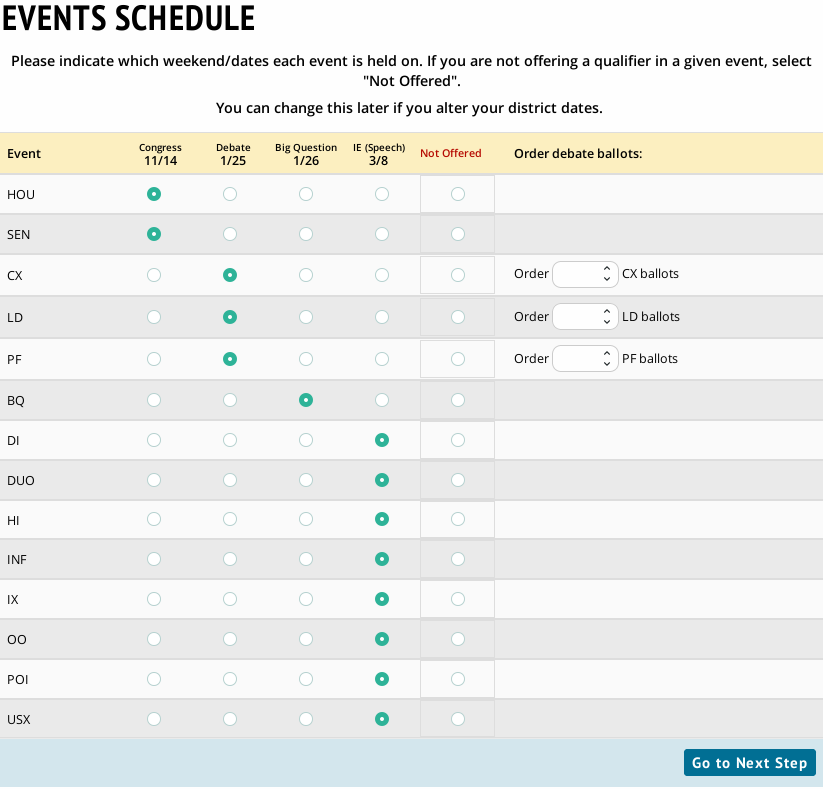 EVENTS SCHEDULE
Please indicate which weekend/dates each event is held on. If you are not offering a qualifier in a given event, select
"Not Offered".
You can change this later if you alter your district dates.
Event Congress 11/14 Debate 1/25 Big Question 1/26 IE (Speech) 3/8 Not Offered Order debate ballots:
HOU
SEN
CX Order CX ballots
LD Order LD ballots
PF Order PF ballots
BQ
DI
DUO
HI
INF
IX
OO
POI
USX
Go to Next Step